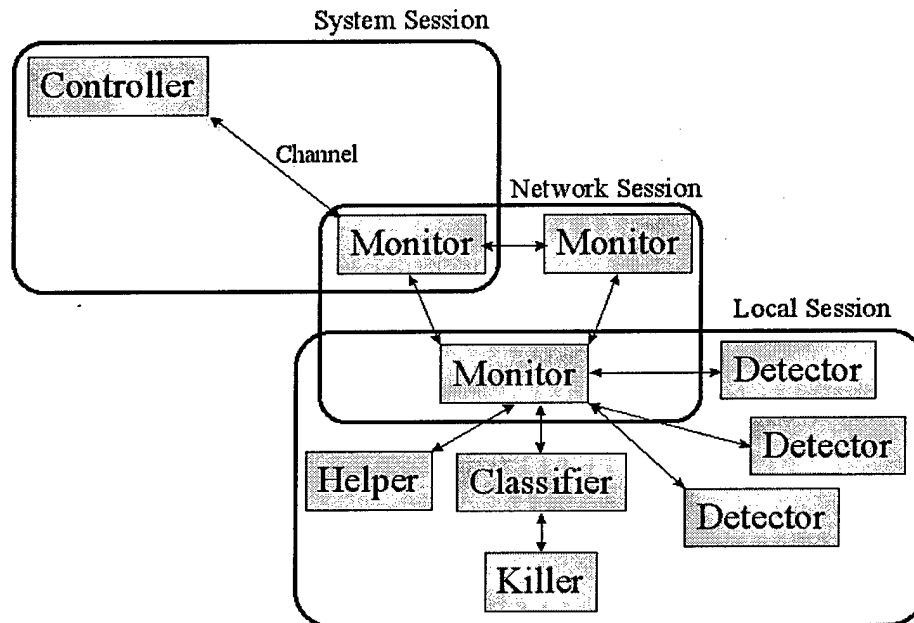 System Session
Controller
Channel
Network Session
Monitor
Monitor
Local Session
Monitor
Detector
Detector
Helper
Classifier
Detector
Killer